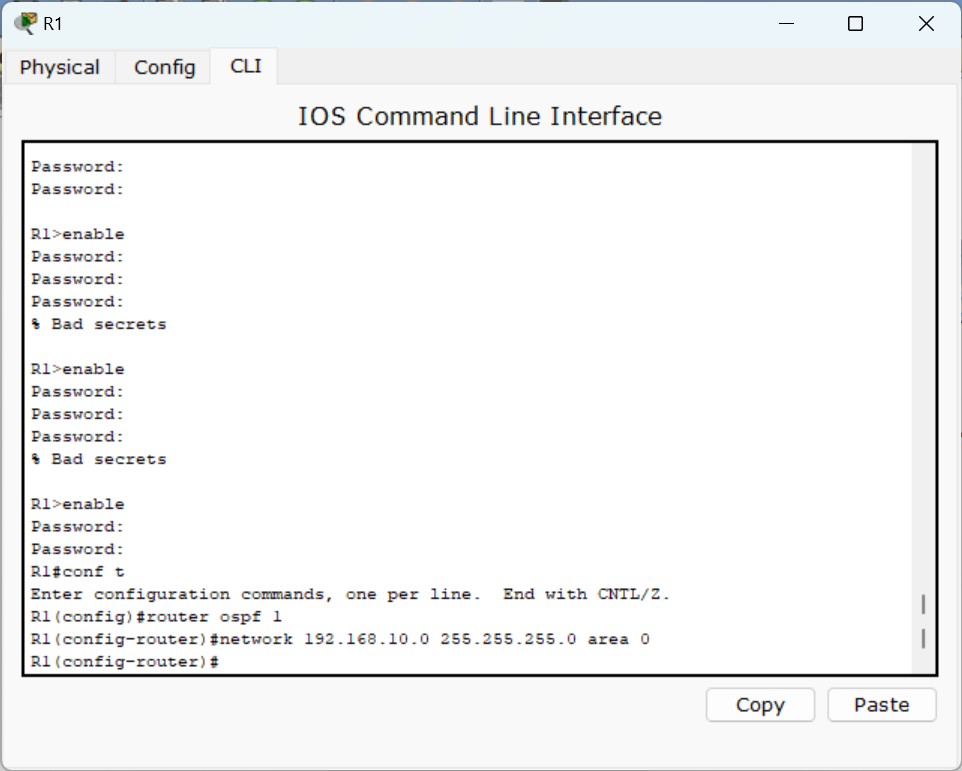 R1
Physical Config CLI
IOS Command Line Interface
Password:
Password:
R1>enable
Password:
Password:
Password:
% Bad secrets
R1>enable
Password:
Password:
Password:
% Bad secrets
R1>enable
Password:
Password:
R1#conf t
Enter configuration commands, one per line.  End with CNTL/Z.
R1(config)#router ospf 1
R1(config-router)#network 192.168.10.0 255.255.255.0 area 0
R1(config-router)#
Copy Paste